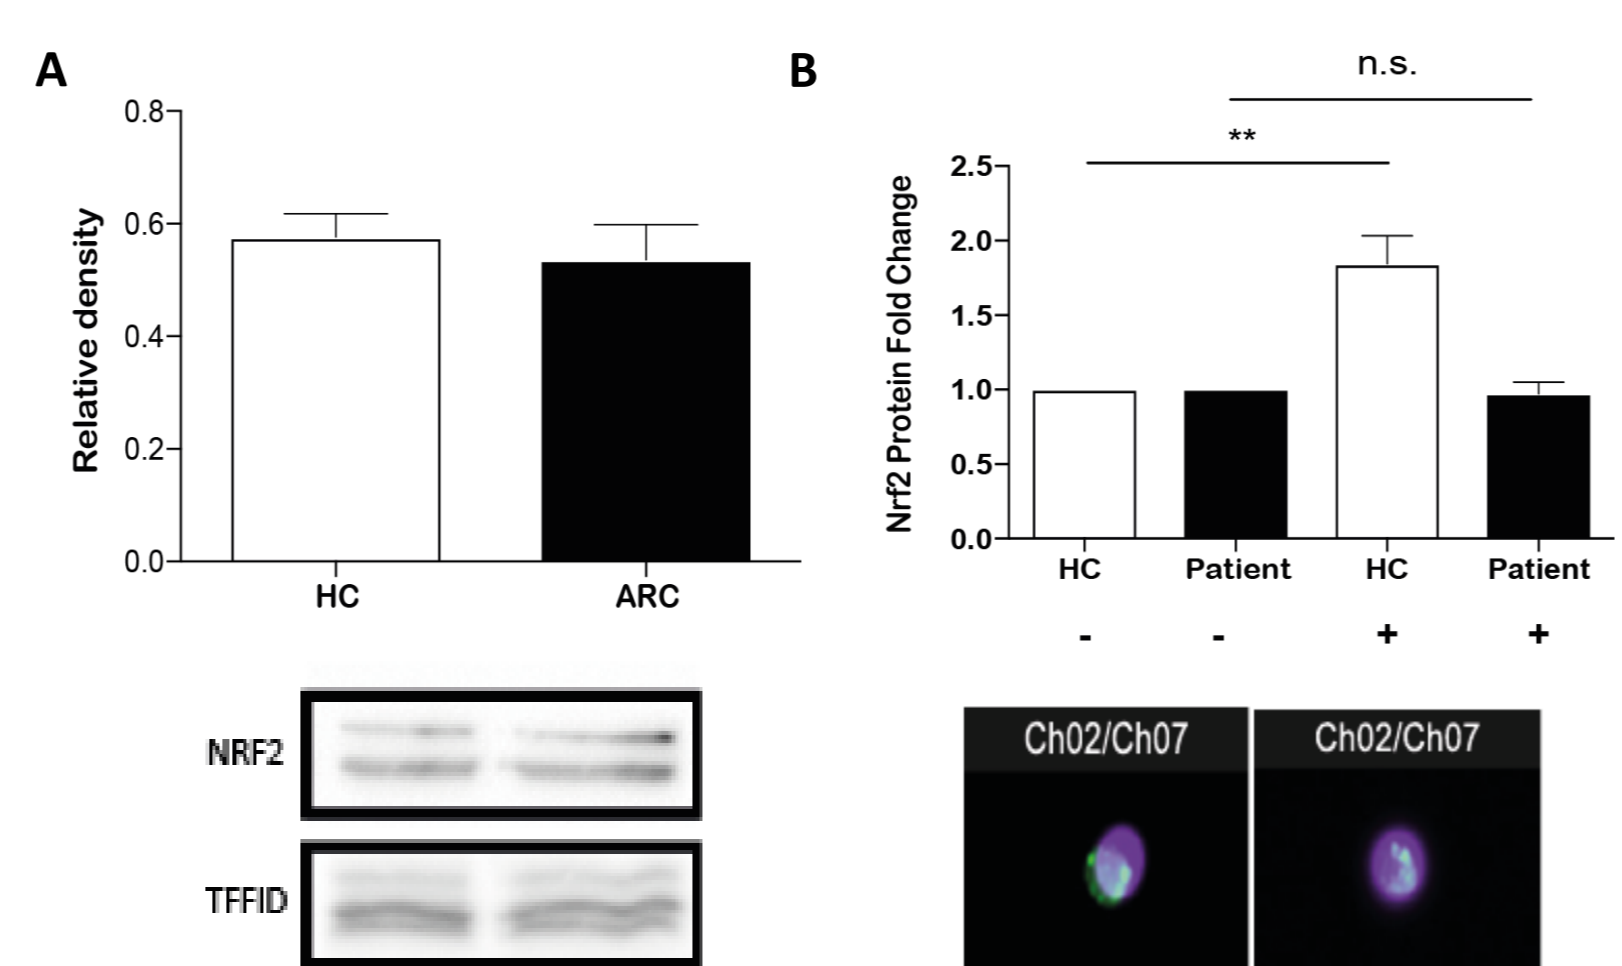 A
Relative density
0.8
0.6
0.4
0.2
0.0
HC ARC
NRF2
TFFID
B
n.s.
**
Nrf2 Protein Fold Change
2.5
2.0
1.5
1.0
0.5
0.0
HC Patient HC Patient
- - + +
Ch02/Ch07 Ch02/Ch07